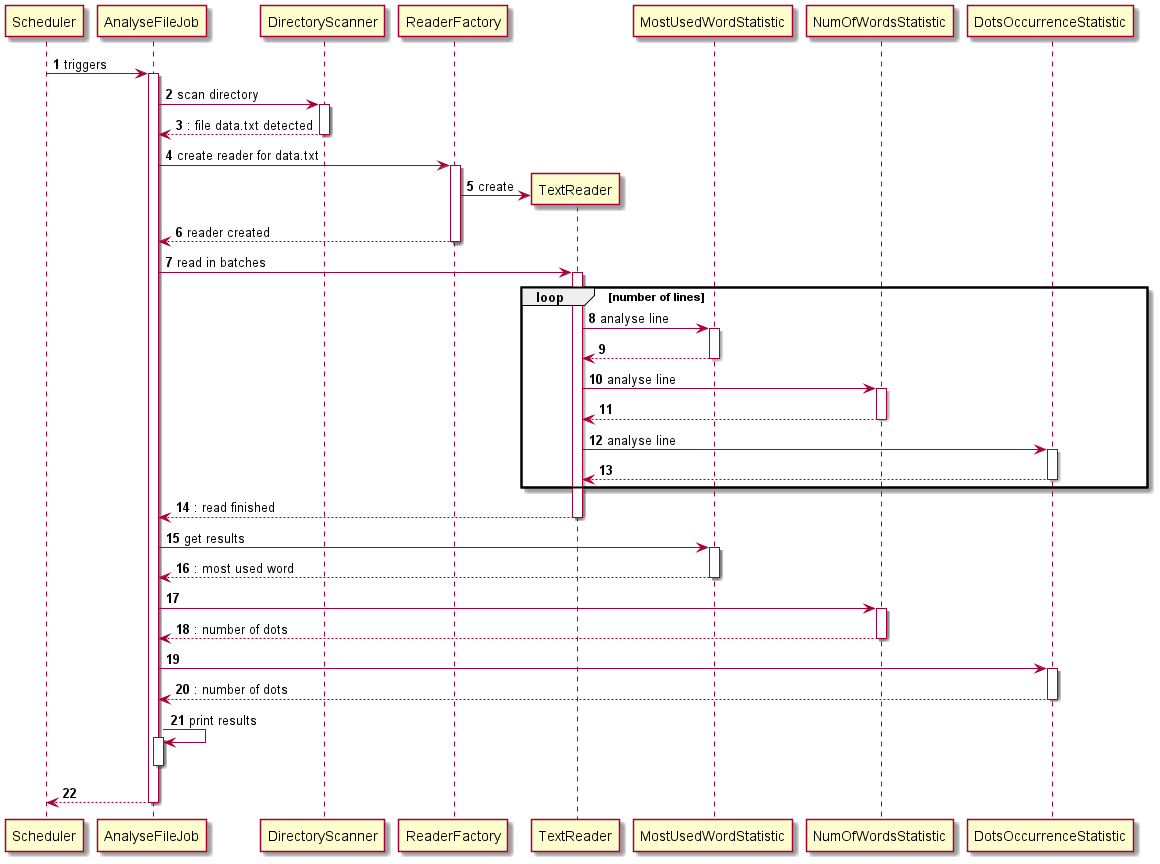 Scheduler AnalyseFileJob DirectoryScanner ReaderFactory MostUsedWordStatistic NumOfWordsStatistic DotsOccurrenceStatistic
1 triggers
2 scan directory
3 : file data.txt detected
4 create reader for data.txt
5 create
TextReader
6 reader created
7 read in batches
loop [number of lines]
8 analyse line
9
10 analyse line
11
12 analyse line
13
14 : read finished
15 get results
16 : most used word
17
18 : number of dots
19
20 : number of dots
21 print results
22
Scheduler AnalyseFileJob DirectoryScanner ReaderFactory TextReader MostUsedWordStatistic NumOfWordsStatistic DotsOccurrenceStatistic